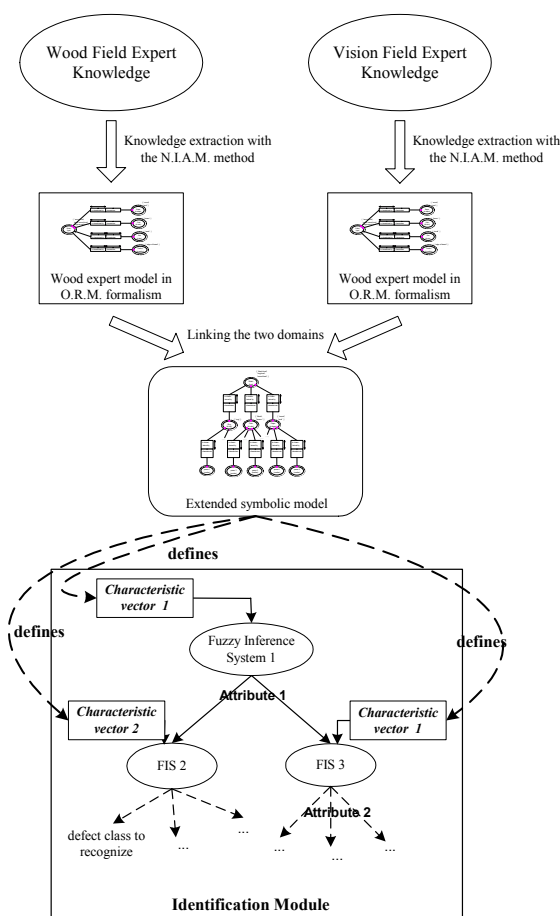 Wood Field Expert
Knowledge
Vision Field Expert
Knowledge
Knowledge extraction with
the N.I.A.M. method
Knowledge extraction with
the N.I.A.M. method
Wood expert model in
O.R.M. formalism
Wood expert model in
O.R.M. formalism
Linking the two domains
Extended symbolic model
defines
defines
defines
Characteristic
vector 1
Fuzzy Inference
System 1
Attribute 1
Characteristic
vector 2
Characteristic
vector 1
FIS 2
FIS 3
Attribute 2
defect class to
recognize
...
...
...
...
...
Identification Module